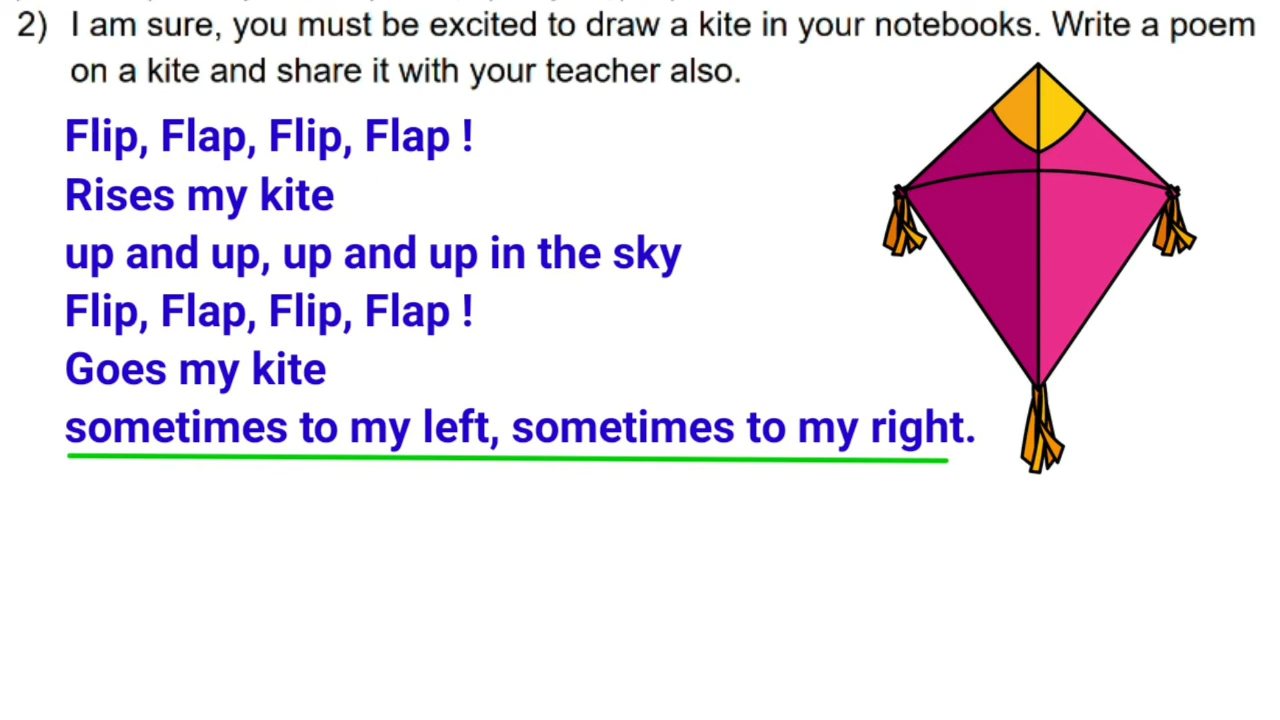 2) I am sure, you must be excited to draw a kite in your notebooks. Write a poem
on a kite and share it with your teacher also.
Flip, Flap, Flip, Flap !
Rises my kite
up and up, up and up in the sky
Flip, Flap, Flip, Flap !
Goes my kite
sometimes to my left, sometimes to my right.